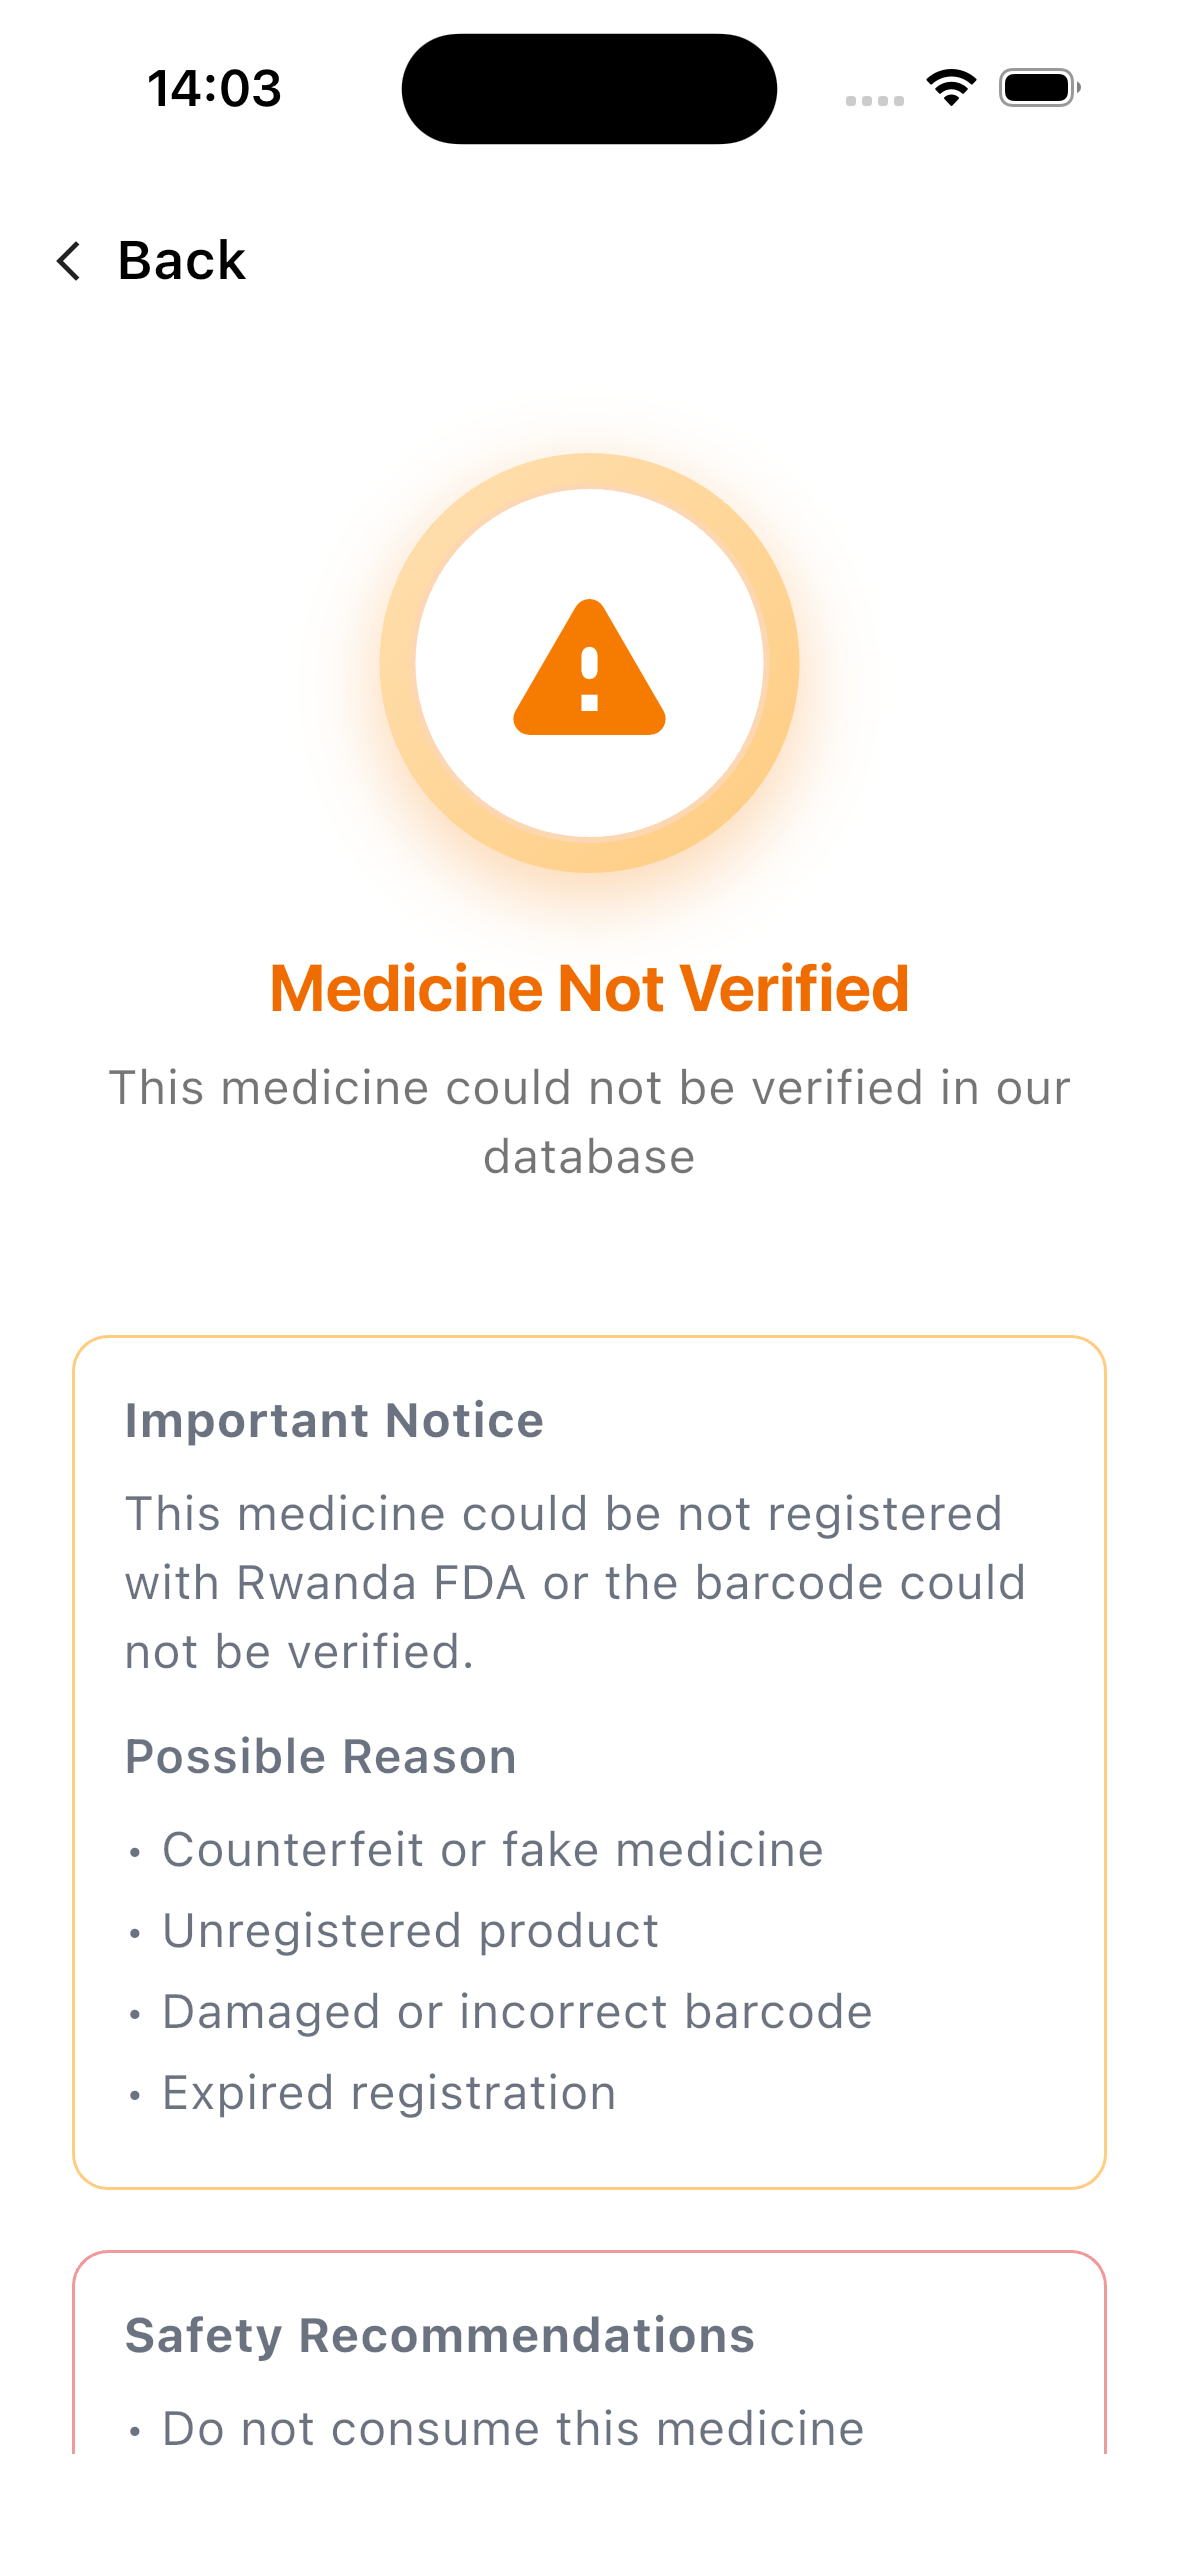 14:03
Back
Medicine Not Verified
This medicine could not be verified in our
database
Important Notice
This medicine could be not registered
with Rwanda FDA or the barcode could
not be verified.
Possible Reason
• Counterfeit or fake medicine
• Unregistered product
• Damaged or incorrect barcode
• Expired registration
Safety Recommendations
• Do not consume this medicine